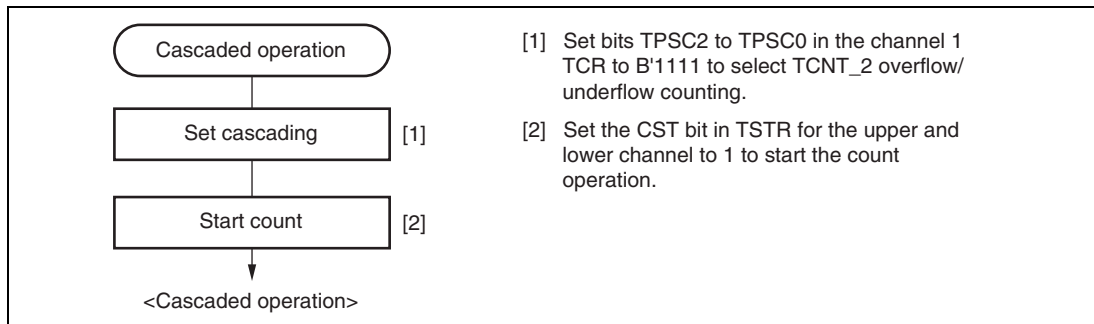 Cascaded operation
Set cascading [1]
Start count [2]
<Cascaded operation>
[1] Set bits TPSC2 to TPSC0 in the channel 1
TCR to B'1111 to select TCNT_2 overflow/
underflow counting.
[2] Set the CST bit in TSTR for the upper and
lower channel to 1 to start the count
operation.